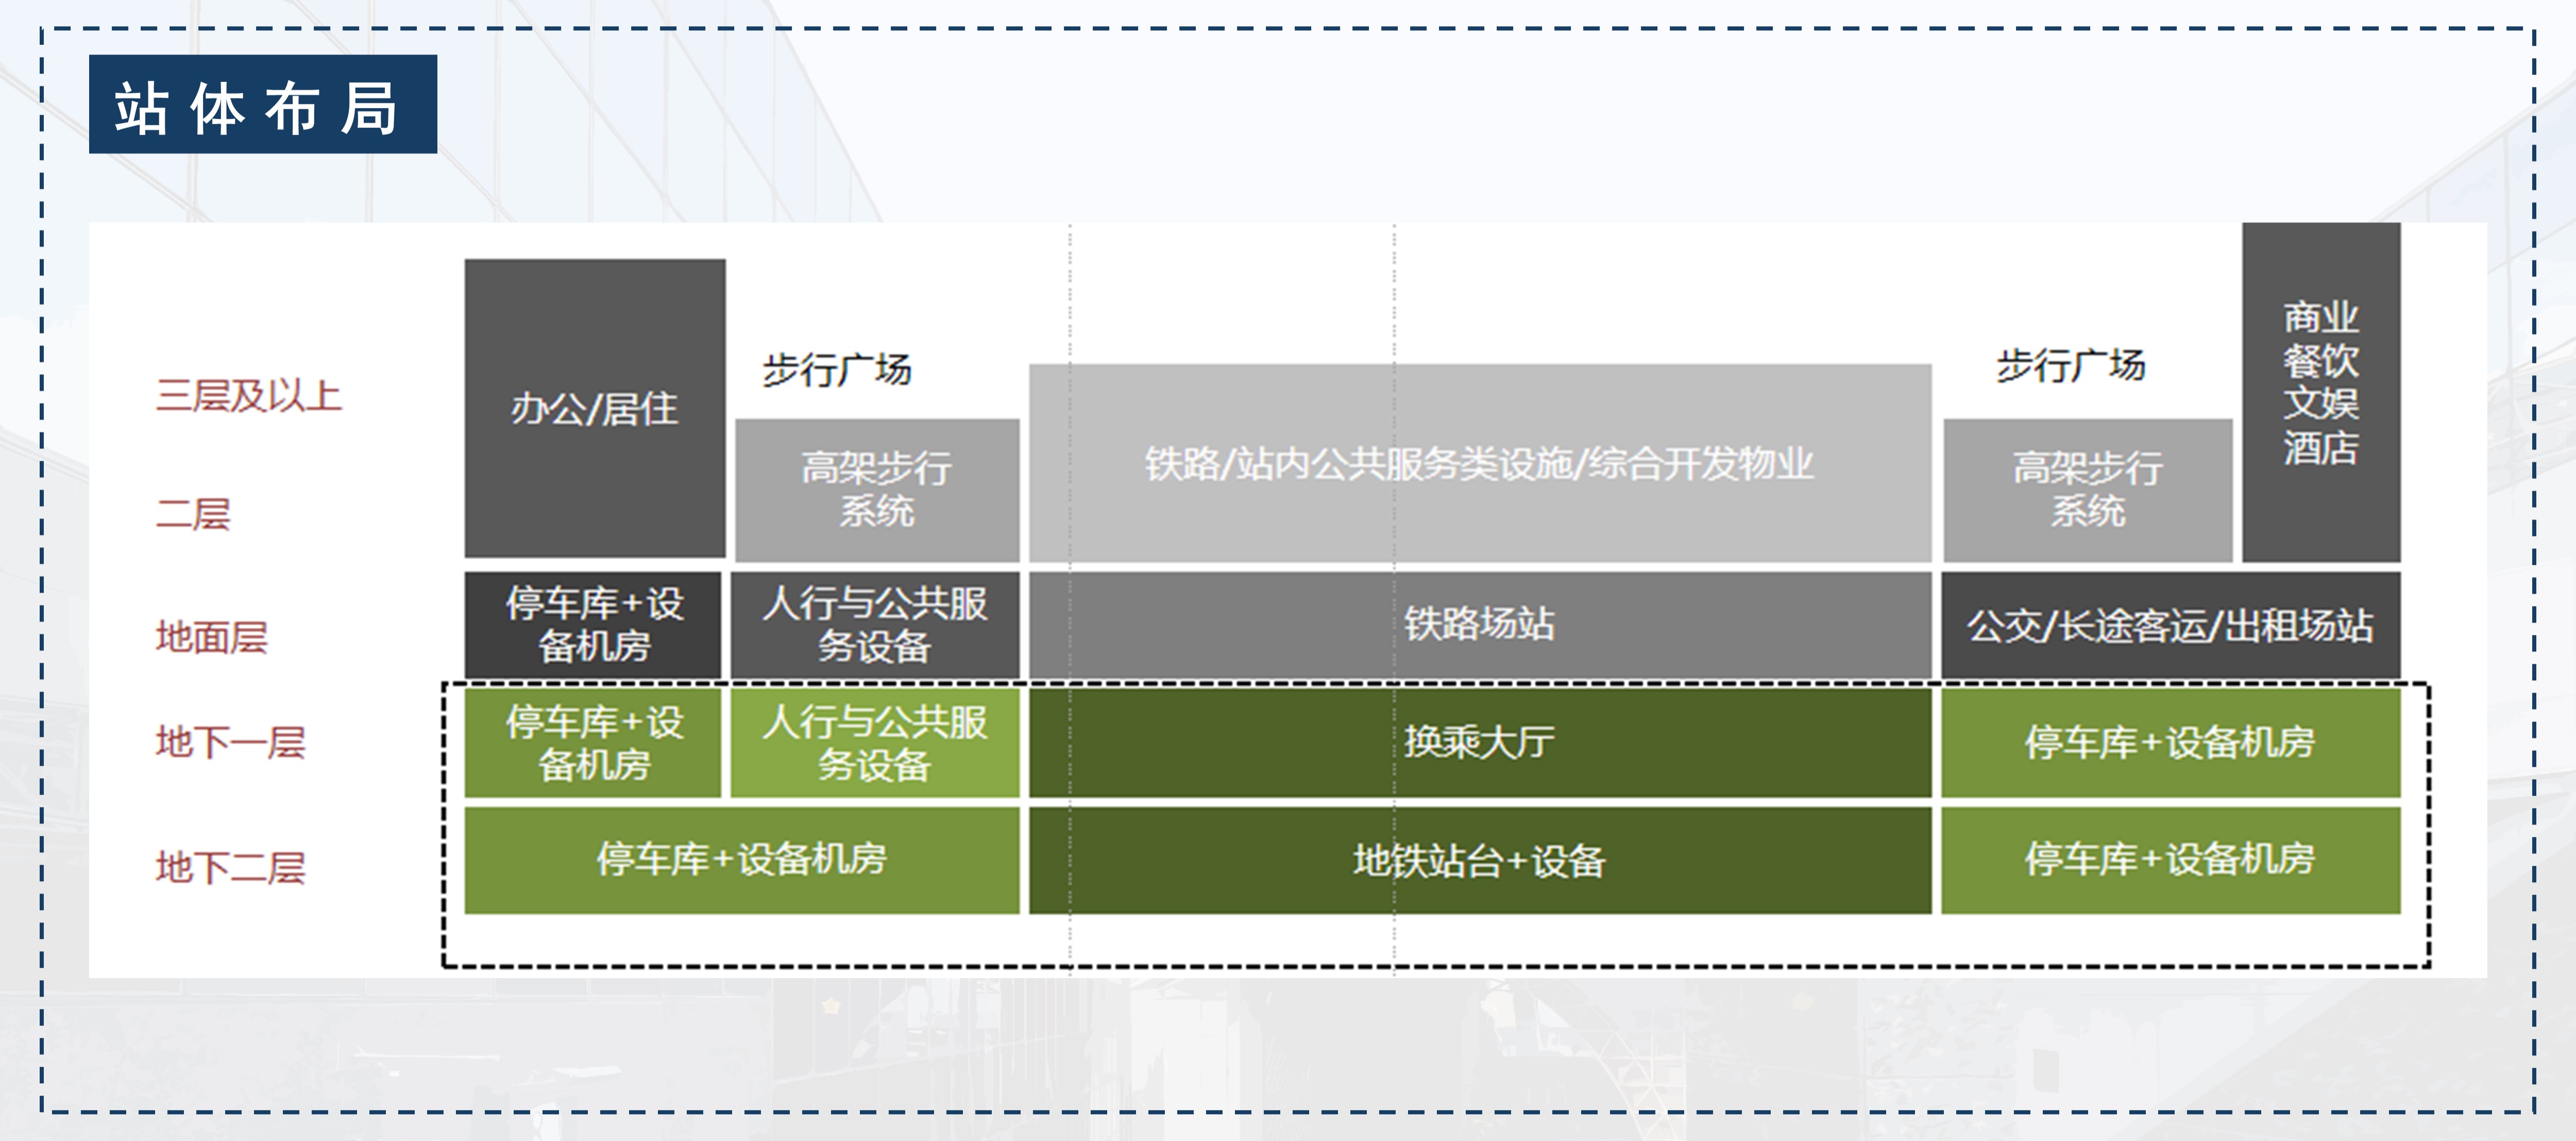 站体布局
三层及以上
二层
地面层
地下一层
地下二层
办公/居住
步行广场
高架步行
系统
铁路/站内公共服务类设施/综合开发物业
步行广场
高架步行
系统
商业
餐饮
文娱
酒店
停车库+设
备机房
人行与公共服
务设备
铁路场站
公交/长途客运/出租场站
停车库+设
备机房
人行与公共服
务设备
换乘大厅
停车库+设备机房
停车库+设备机房
地铁站台+设备
停车库+设备机房